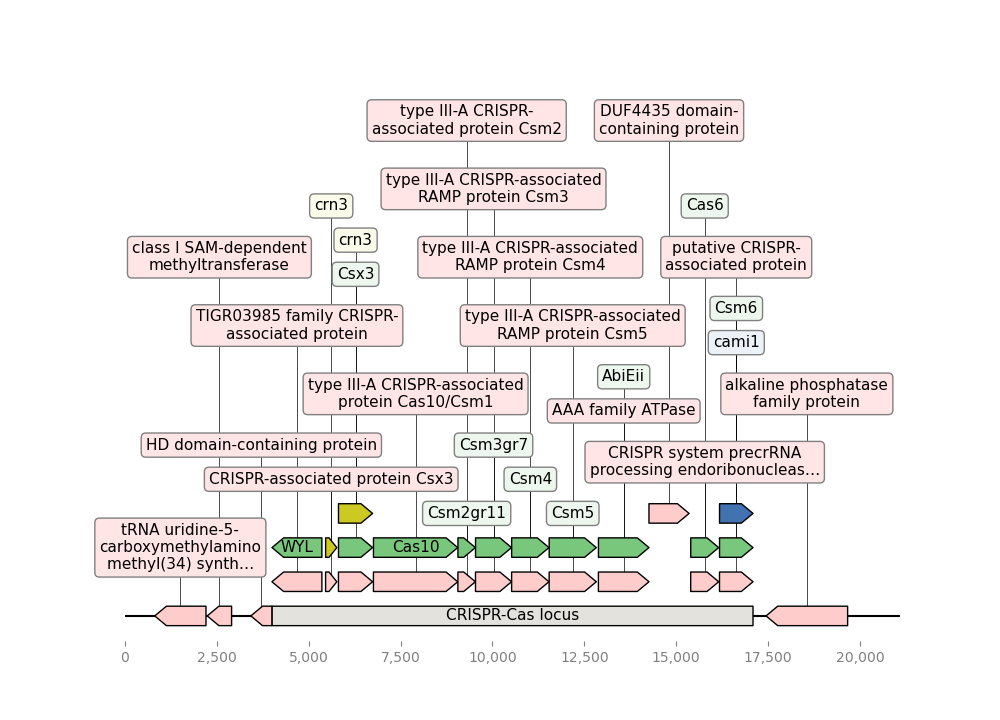 type III-A CRISPR-
associated protein Csm2
DUF4435 domain-
containing protein
type III-A CRISPR-associated
RAMP protein Csm3
crn3
Cas6
crn3
class I SAM-dependent
methyltransferase
type III-A CRISPR-associated
RAMP protein Csm4
putative CRISPR-
associated protein
Csx3
Csm6
TIGR03985 family CRISPR-
associated protein
type III-A CRISPR-associated
RAMP protein Csm5
cami1
AbiEii
type III-A CRISPR-associated
protein Cas10/Csm1
alkaline phosphatase
family protein
AAA family ATPase
HD domain-containing protein
Csm3gr7
CRISPR system precrRNA
processing endoribonucleas...
CRISPR-associated protein Csx3
Csm4
Csm2gr11
Csm5
tRNA uridine-5-
carboxymethylamino
methyl(34) synth...
WYL
Cas10
CRISPR-Cas locus
0
2,500
5,000
7,500
10,000
12,500
15,000
17,500
20,000